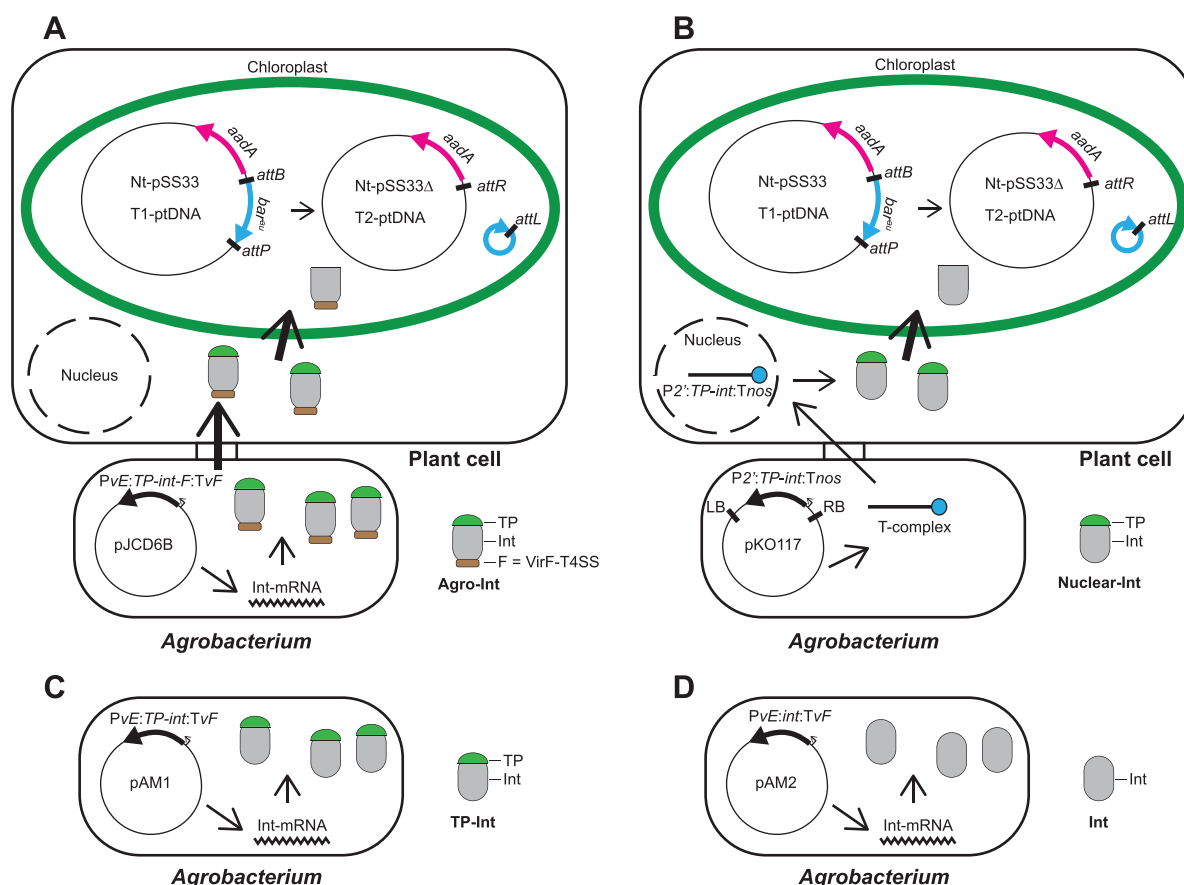 A
Chloroplast
aadA
attB
bar^au
attP
Nt-pSS33
T1-ptDNA
aadA
Nt-pSS33Δ
T2-ptDNA
attR
attL
Nucleus
Plant cell
PvE:TP-int-F:TvF
pJCD6B
Int-mRNA
TP
Int
F = VirF-T4SS
Agro-Int
Agrobacterium
B
Chloroplast
aadA
attB
bar^au
attP
Nt-pSS33
T1-ptDNA
aadA
Nt-pSS33Δ
T2-ptDNA
attR
attL
Nucleus
P2':TP-int:Tnos
Plant cell
P2':TP-int:Tnos
LB
RB
pKO117
T-complex
TP
Int
Nuclear-Int
Agrobacterium
C
PvE:TP-int:TvF
pAM1
Int-mRNA
TP
Int
TP-Int
Agrobacterium
D
PvE:int:TvF
pAM2
Int-mRNA
Int
Int
Agrobacterium